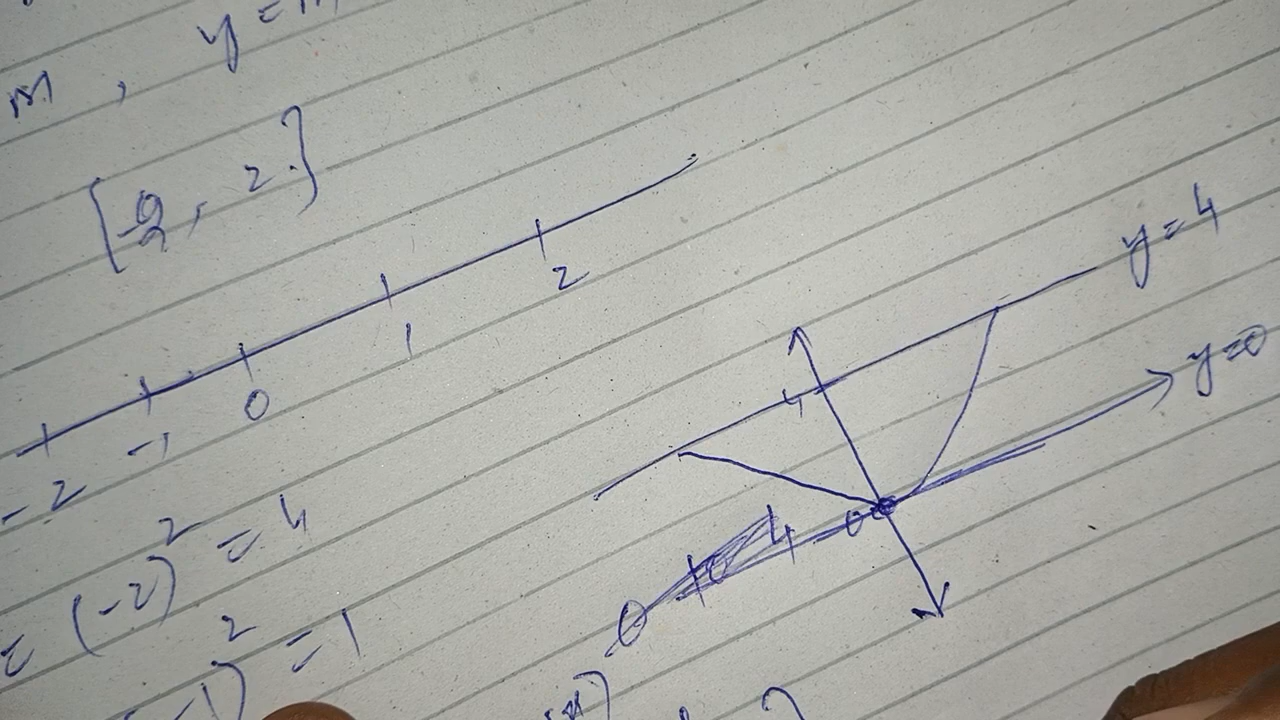 m , y =
[-2, 2]
-2 -1 0 1 2
y = 4
4
y = 0
0
= (-2)² = 4
-1)² = 1